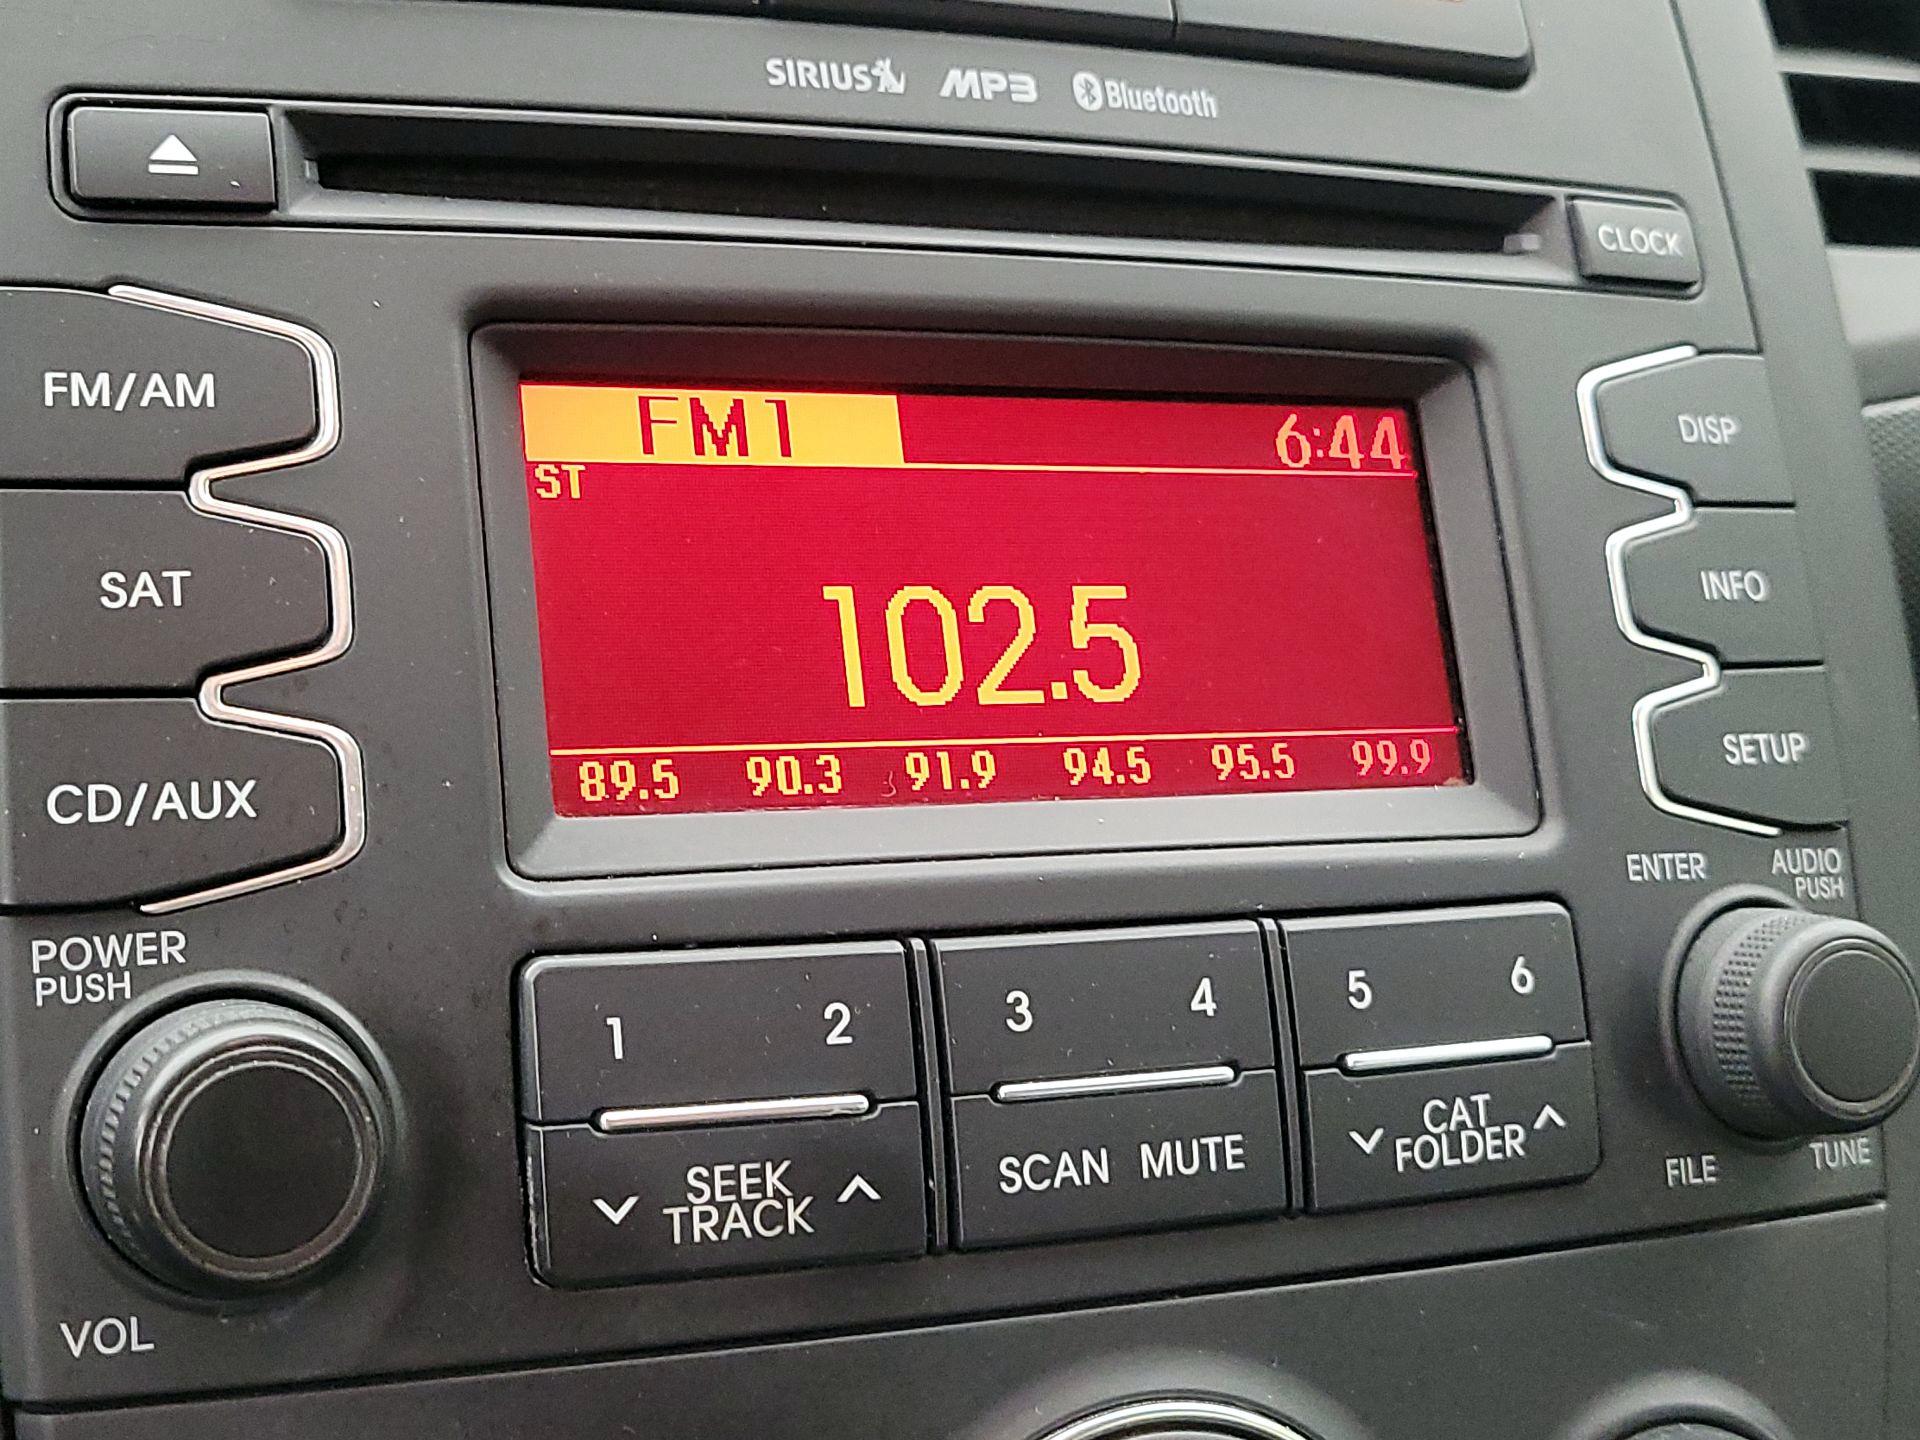 SIRIUS MP3 Bluetooth
CLOCK
FM/AM
SAT
CD/AUX
FM1 6:44
ST
102.5
89.5 90.3 91.9 94.5 95.5 99.9
DISP
INFO
SETUP
POWER
PUSH
VOL
1 2 3 4 5 6
SEEK
TRACK
SCAN MUTE
CAT
FOLDER
ENTER AUDIO
PUSH
FILE TUNE